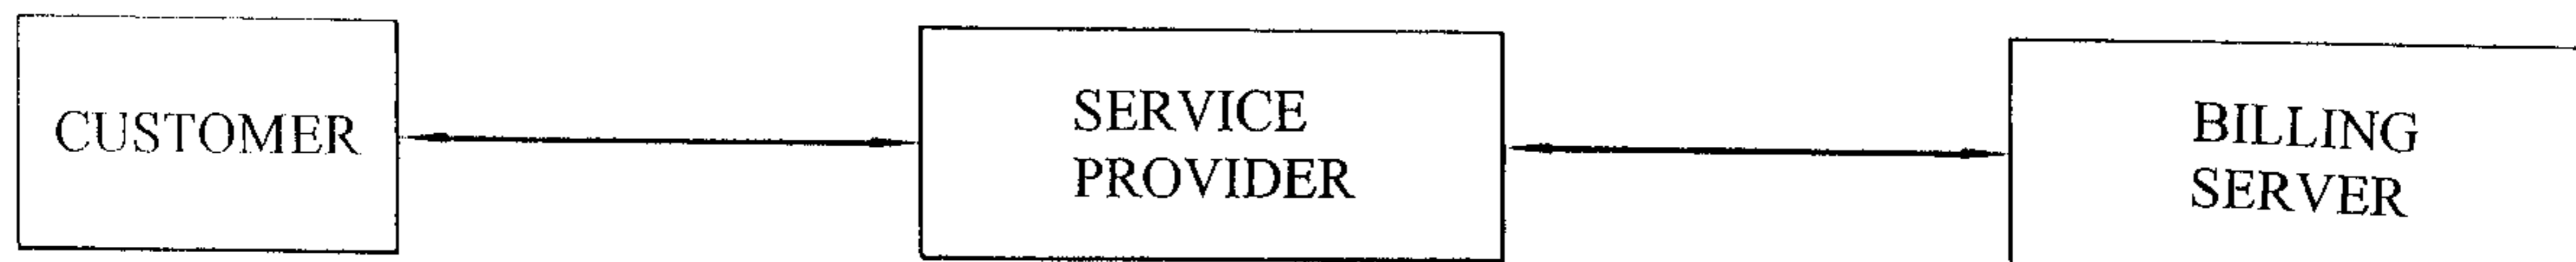 CUSTOMER
SERVICE
PROVIDER
BILLING
SERVER